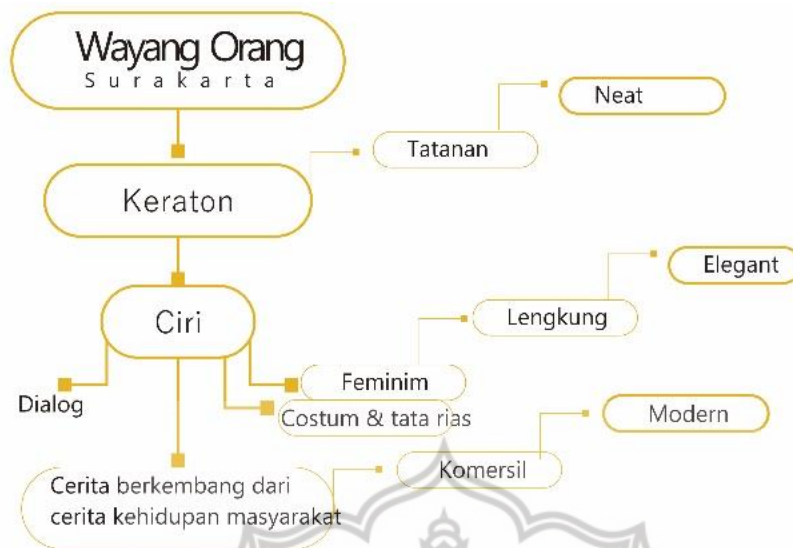 Wayang Orang
Surakarta
Neat
Tatanan
Keraton
Elegant
Lengkung
Ciri
Feminim
Dialog
Costum & tata rias
Modern
Komersil
Cerita berkembang dari
cerita kehidupan masyarakat